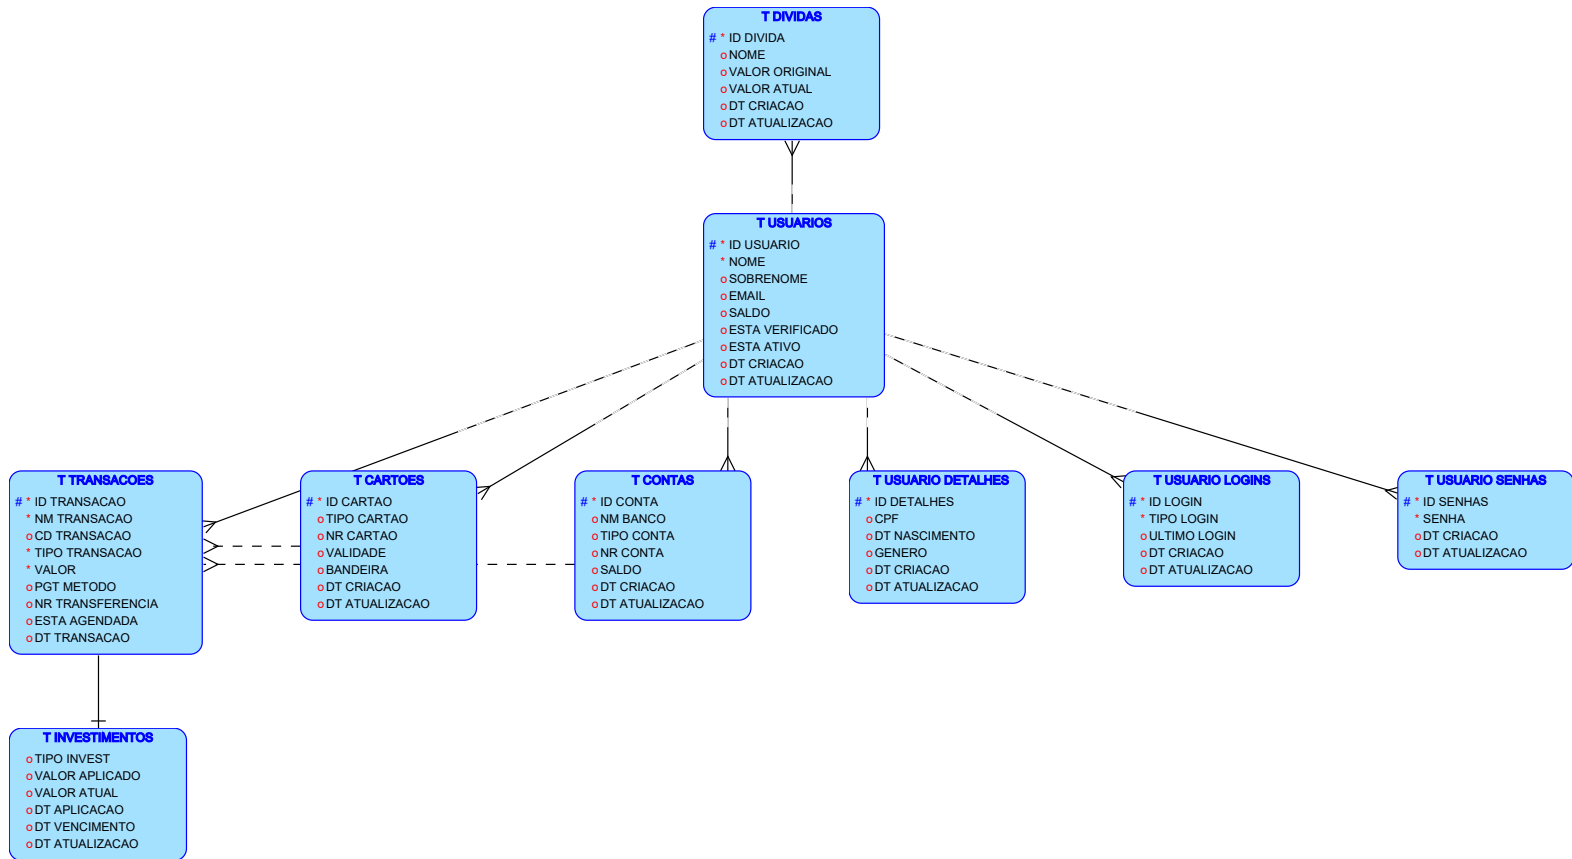 T DIVIDAS
# * ID DIVIDA
o NOME
o VALOR ORIGINAL
o VALOR ATUAL
o DT CRIACAO
o DT ATUALIZACAO
T USUARIOS
# * ID USUARIO
* NOME
o SOBRENOME
o EMAIL
o SALDO
o ESTA VERIFICADO
o ESTA ATIVO
o DT CRIACAO
o DT ATUALIZACAO
T TRANSACOES
# * ID TRANSACAO
* NM TRANSACAO
o CD TRANSACAO
* TIPO TRANSACAO
* VALOR
o PGT METODO
o NR TRANSFERENCIA
o ESTA AGENDADA
o DT TRANSACAO
T CARTOES
# * ID CARTAO
o TIPO CARTAO
o NR CARTAO
o VALIDADE
o BANDEIRA
o DT CRIACAO
o DT ATUALIZACAO
T CONTAS
# * ID CONTA
o NM BANCO
o TIPO CONTA
o NR CONTA
o SALDO
o DT CRIACAO
o DT ATUALIZACAO
T USUARIO DETALHES
# * ID DETALHES
o CPF
o DT NASCIMENTO
o GENERO
o DT CRIACAO
o DT ATUALIZACAO
T USUARIO LOGINS
# * ID LOGIN
* TIPO LOGIN
o ULTIMO LOGIN
o DT CRIACAO
o DT ATUALIZACAO
T USUARIO SENHAS
# * ID SENHAS
* SENHA
o DT CRIACAO
o DT ATUALIZACAO
T INVESTIMENTOS
o TIPO INVEST
o VALOR APLICADO
o VALOR ATUAL
o DT APLICACAO
o DT VENCIMENTO
o DT ATUALIZACAO